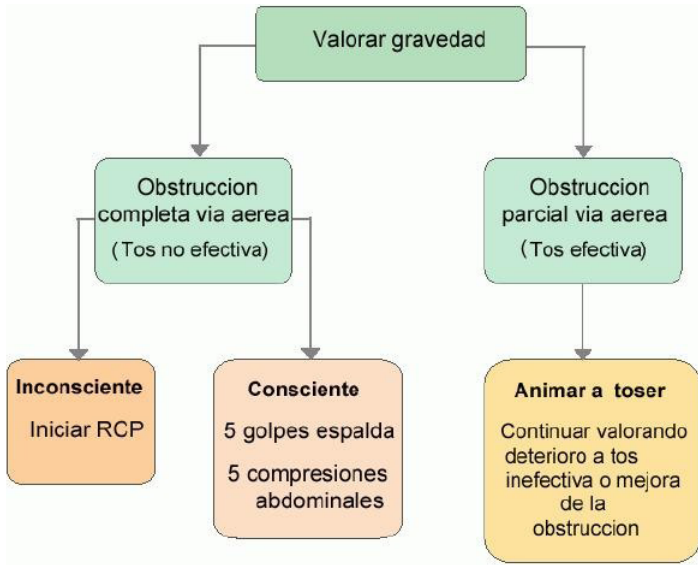 Valorar gravedad
Obstruccion
completa via aerea
(Tos no efectiva)
Obstruccion
parcial via aerea
(Tos efectiva)
Inconsciente
Iniciar RCP
Consciente
5 golpes espalda
5 compresiones
abdominales
Animar a toser
Continuar valorando
deterioro a tos
inefectiva o mejora
de la
obstruccion